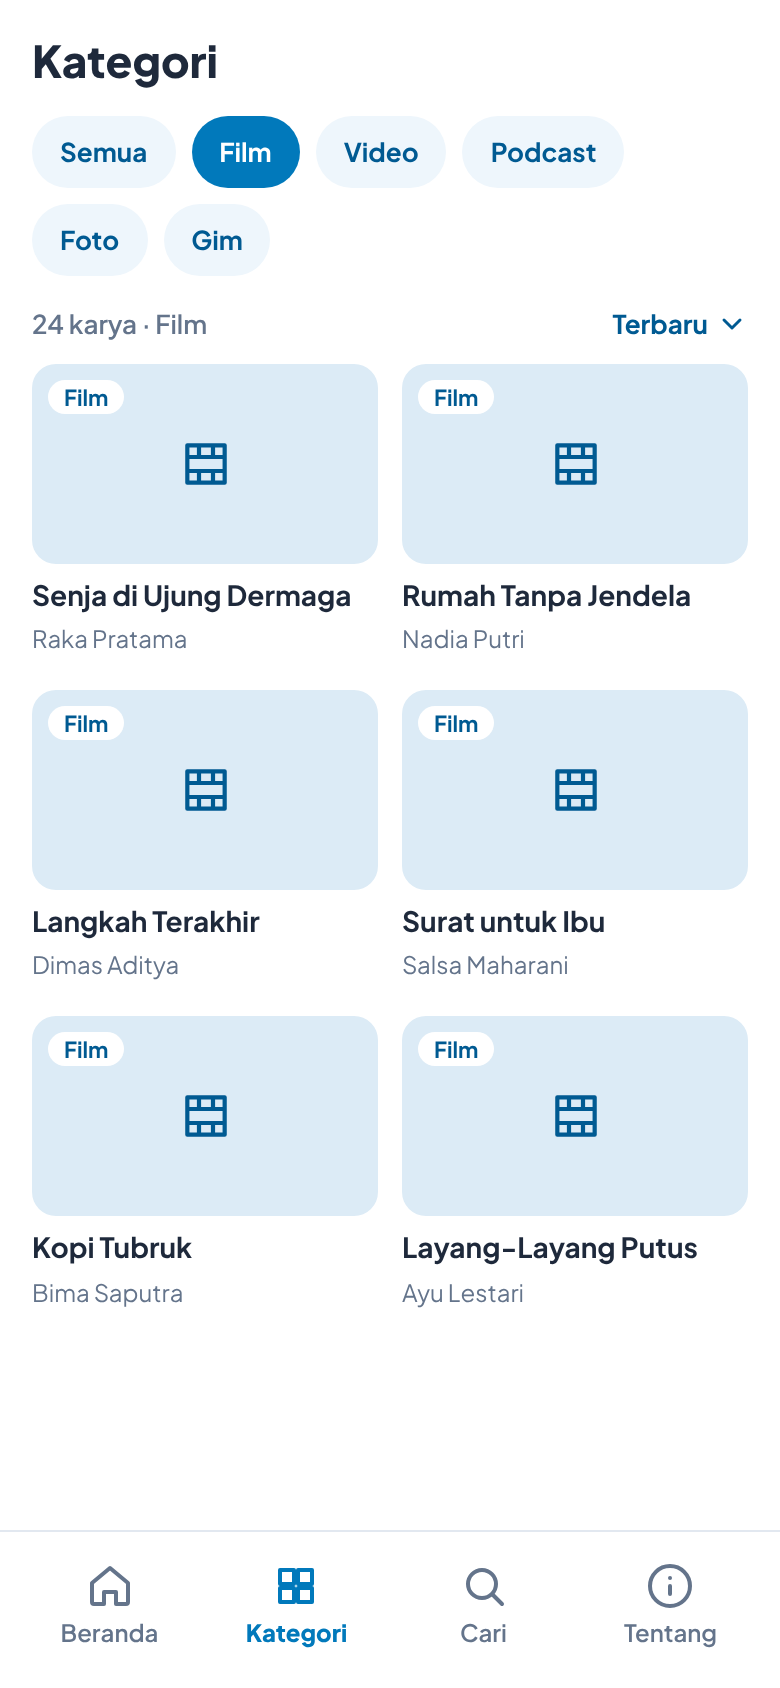 Kategori
Semua Film Video Podcast
Foto Gim
24 karya · Film Terbaru
Film Film
Senja di Ujung Dermaga Rumah Tanpa Jendela
Raka Pratama Nadia Putri
Film Film
Langkah Terakhir Surat untuk Ibu
Dimas Aditya Salsa Maharani
Film Film
Kopi Tubruk Layang-Layang Putus
Bima Saputra Ayu Lestari
Beranda Kategori Cari Tentang